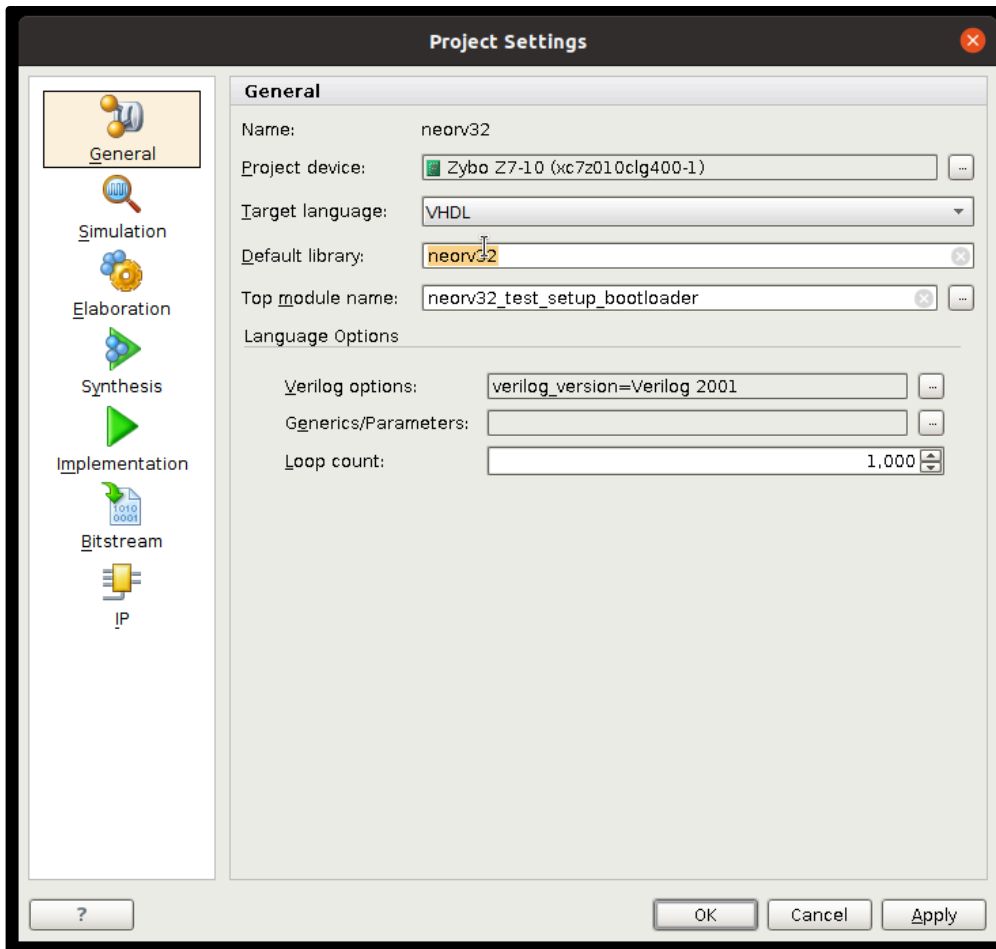 Project Settings
General
Simulation
Elaboration
Synthesis
Implementation
1010
0001
Bitstream
IP
General
Name: neorv32
Project device: Zybo Z7-10 (xc7z010clg400-1) ...
Target language: VHDL
Default library: neorv32
Top module name: neorv32_test_setup_bootloader ...
Language Options
Verilog options: verilog_version=Verilog 2001 ...
Generics/Parameters: ...
Loop count: 1,000
? OK Cancel Apply